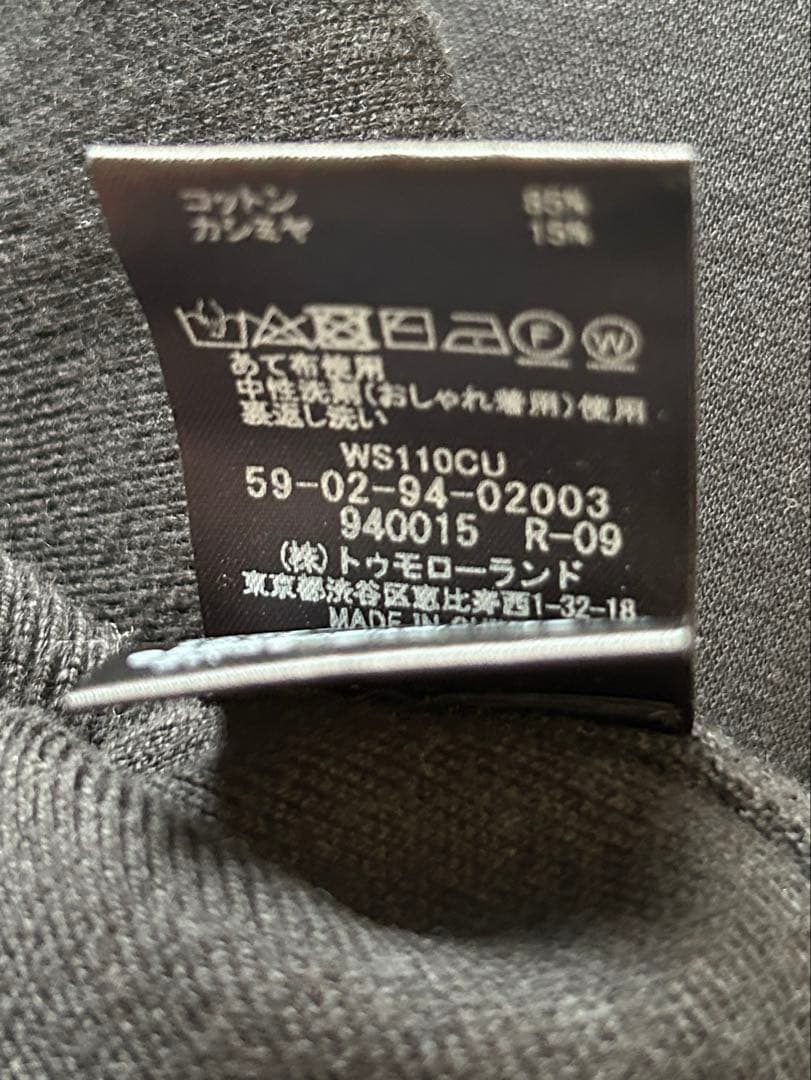 コットン 85%
カシミヤ 15%
F W
あて布使用
中性洗剤(おしゃれ着用)使用
裏返し洗い
WS110CU
59-02-94-02003
940015 R-09
(株)トゥモローランド
東京都渋谷区恵比寿西1-32-18
MADE IN